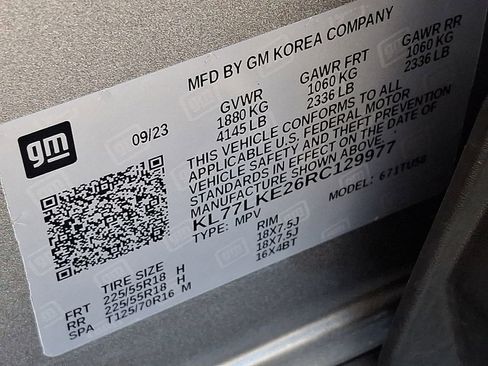 gm
09/23
MFD BY GM KOREA COMPANY
GVWR GAWR FRT GAWR RR
1880 KG 1060 KG 1060 KG
4145 LB 2336 LB 2336 LB
THIS VEHICLE CONFORMS TO ALL
APPLICABLE U.S. FEDERAL MOTOR
VEHICLE SAFETY AND THEFT PREVENTION
STANDARDS IN EFFECT ON THE DATE OF
MANUFACTURE SHOWN ABOVE.
KL77LKE26RC129977
TYPE: MPV MODEL: 671TU58
TIRE SIZE RIM
FRT 225/55R18 H 18X7.5J
RR 225/55R18 H 18X7.5J
SPA T125/70R16 M 16X4BT